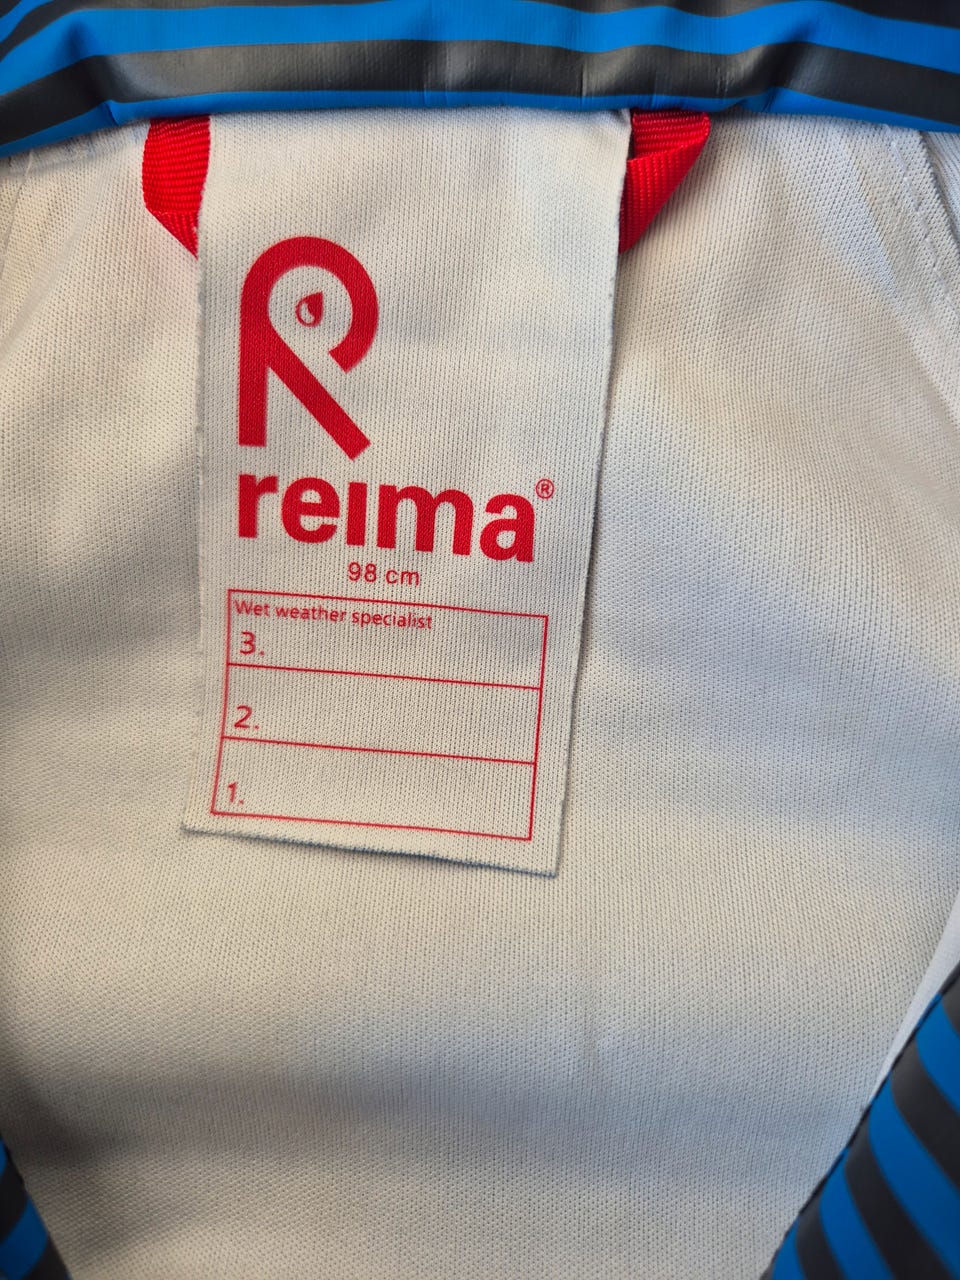 reima®
98 cm
Wet weather specialist
3.
2.
1.